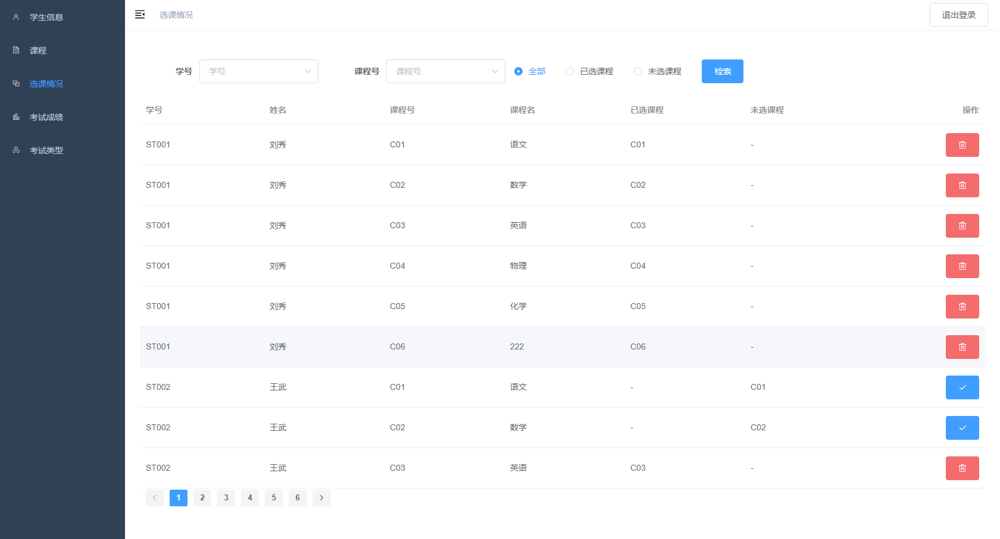 学生信息
课程
选课情况
考试成绩
考试类型
选课情况
退出登录
学号 学号 课程号 课程号 全部 已选课程 未选课程 检索
学号 姓名 课程号 课程名 已选课程 未选课程 操作
ST001 刘秀 C01 语文 C01 -
ST001 刘秀 C02 数学 C02 -
ST001 刘秀 C03 英语 C03 -
ST001 刘秀 C04 物理 C04 -
ST001 刘秀 C05 化学 C05 -
ST001 刘秀 C06 222 C06 -
ST002 王武 C01 语文 - C01
ST002 王武 C02 数学 - C02
ST002 王武 C03 英语 C03 -
1 2 3 4 5 6